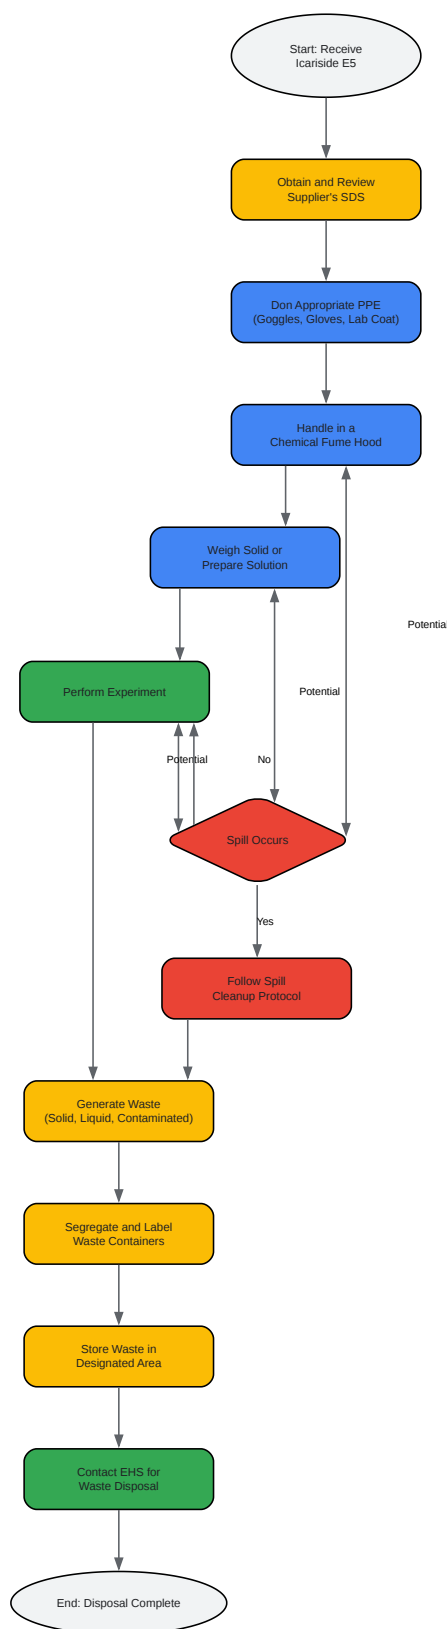 Start: Receive
Icariside E5
Obtain and Review
Supplier's SDS
Don Appropriate PPE
(Goggles, Gloves, Lab Coat)
Handle in a
Chemical Fume Hood
Weigh Solid or
Prepare Solution
Potential
Perform Experiment
Potential
Potential
No
Spill Occurs
Yes
Follow Spill
Cleanup Protocol
Generate Waste
(Solid, Liquid, Contaminated)
Segregate and Label
Waste Containers
Store Waste in
Designated Area
Contact EHS for
Waste Disposal
End: Disposal Complete